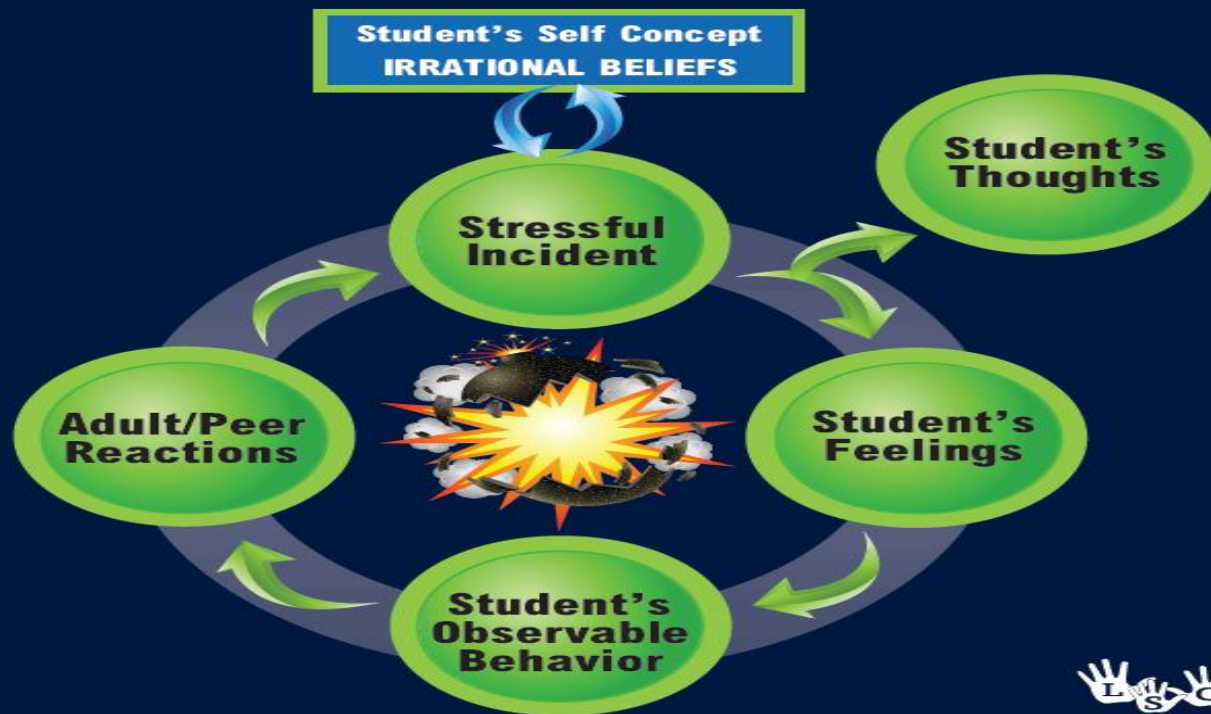 Student's Self Concept
IRRATIONAL BELIEFS
Stressful
Incident
Student's
Thoughts
Student's
Feelings
Student's
Observable
Behavior
Adult/Peer
Reactions
L
S
C